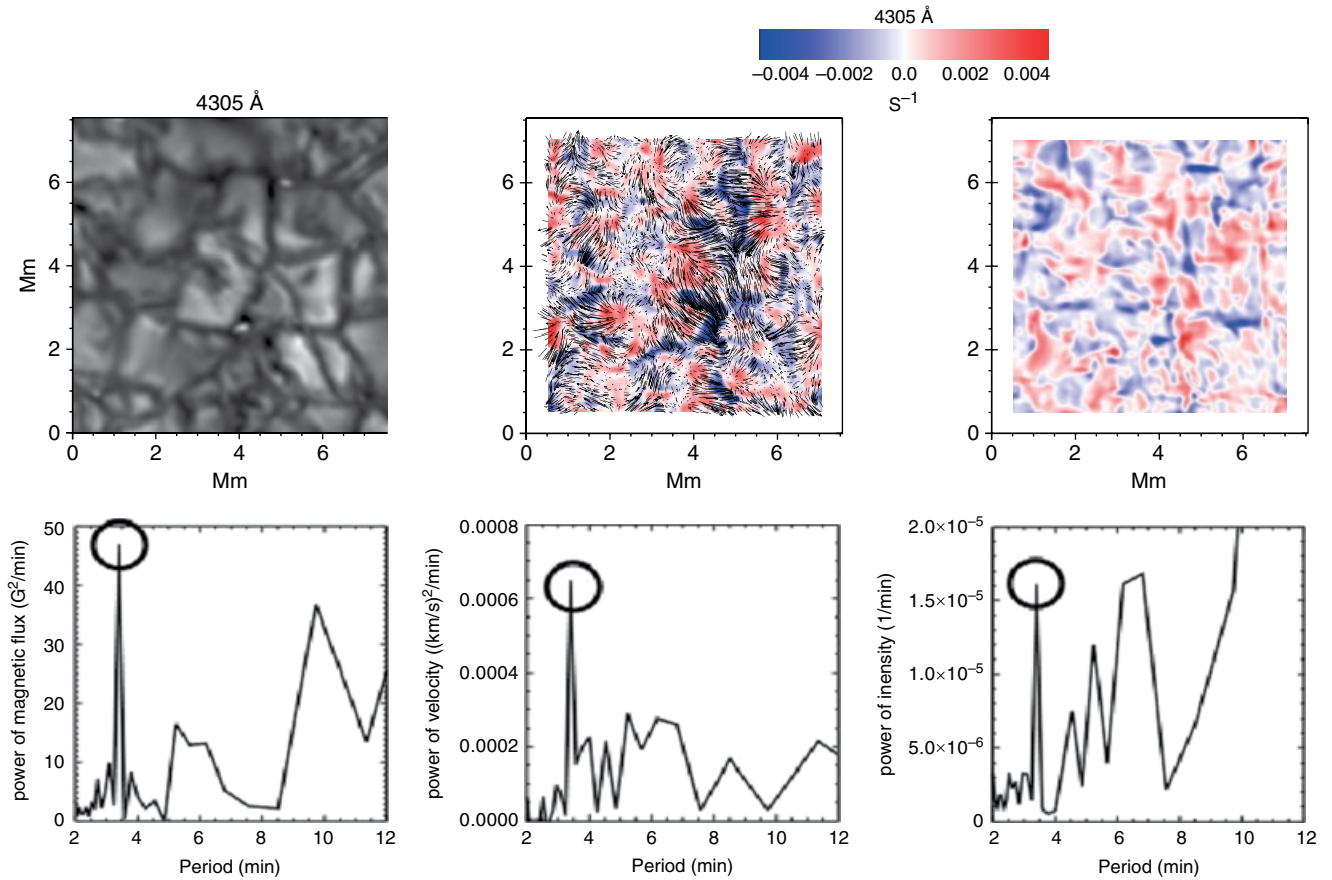 4305 Å
−0.004 −0.002 0.0 0.002 0.004
S⁻¹
4305 Å
6
4
2
0
Mm
0 2 4 6
Mm
6
4
2
0
0 2 4 6
Mm
6
4
2
0
0 2 4 6
Mm
50
40
30
20
10
0
power of magnetic flux (G²/min)
2 4 6 8 10 12
Period (min)
0.0008
0.0006
0.0004
0.0002
0.0000
power of velocity ((km/s)²/min)
2 4 6 8 10 12
Period (min)
2.0×10⁻⁵
1.5×10⁻⁵
1.0×10⁻⁵
5.0×10⁻⁶
0
power of inensity (1/min)
2 4 6 8 10 12
Period (min)